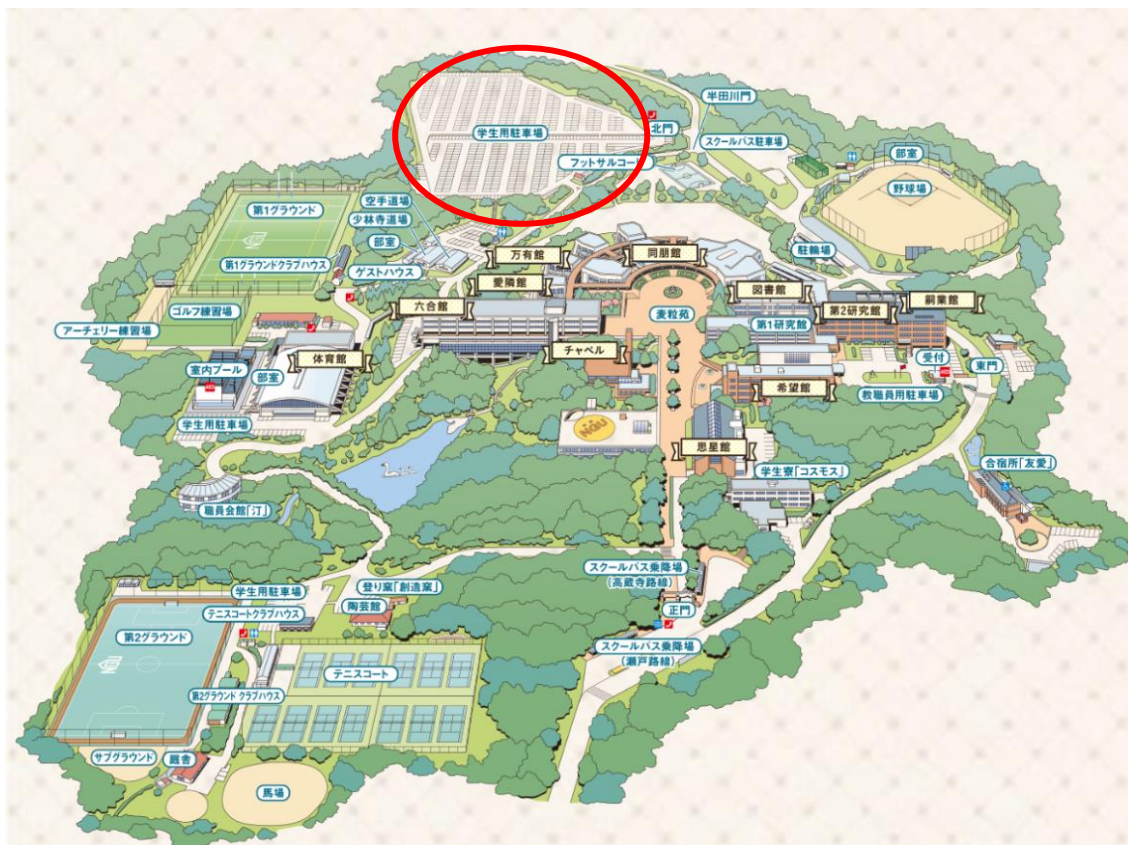 半田川門
学生用駐車場
北門
スクールバス駐車場
フットサルコート
部室
野球場
空手道場
少林寺道場
部室
第1グラウンド
万有館
同朋館
駐輪場
第1グラウンドクラブハウス
ゲストハウス
愛隣館
図書館
六合館
嗣業館
ゴルフ練習場
麦粒苑
第1研究館
第2研究館
アーチェリー練習場
チャペル
体育館
受付
東門
室内プール
部室
希望館
教職員用駐車場
学生用駐車場
NGU
思星館
合宿所「友愛」
学生寮「コスモス」
職員会館「汀」
スクールバス乗降場
(高蔵寺路線)
学生用駐車場
登り窯「創造窯」
テニスコートクラブハウス
陶芸館
正門
第2グラウンド
スクールバス乗降場
(瀬戸路線)
テニスコート
第2グラウンド クラブハウス
サブグラウンド
厩舎
馬場